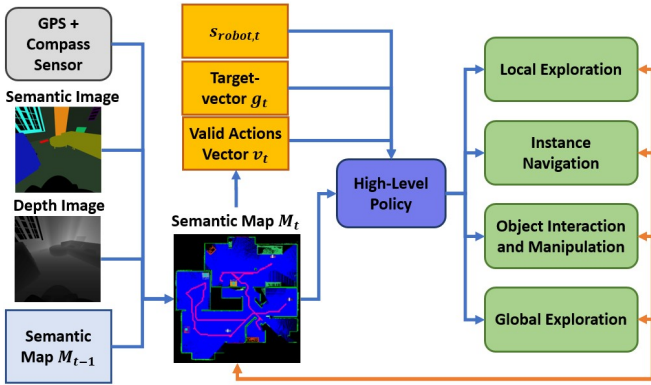 GPS +
Compass
Sensor
Semantic Image
Depth Image
Semantic
Map M_{t-1}
s_{robot,t}
Target-
vector g_t
Valid Actions
Vector v_t
Semantic Map M_t
High-Level
Policy
Local Exploration
Instance
Navigation
Object Interaction
and Manipulation
Global Exploration